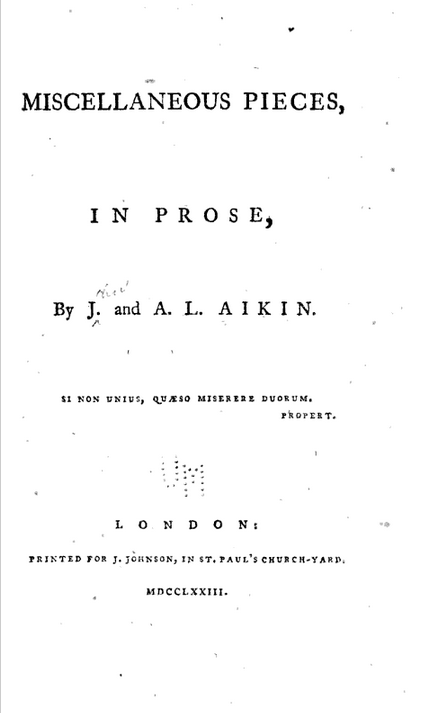 MISCELLANEOUS PIECES,
IN PROSE,
By J. and A. L. AIKIN.
SI NON UNIUS, QUÆSO MISERERE DUORUM.
PROPERT.
LONDON:
PRINTED FOR J. JOHNSON, IN ST. PAUL'S CHURCH-YARD.
MDCCLXXIII.